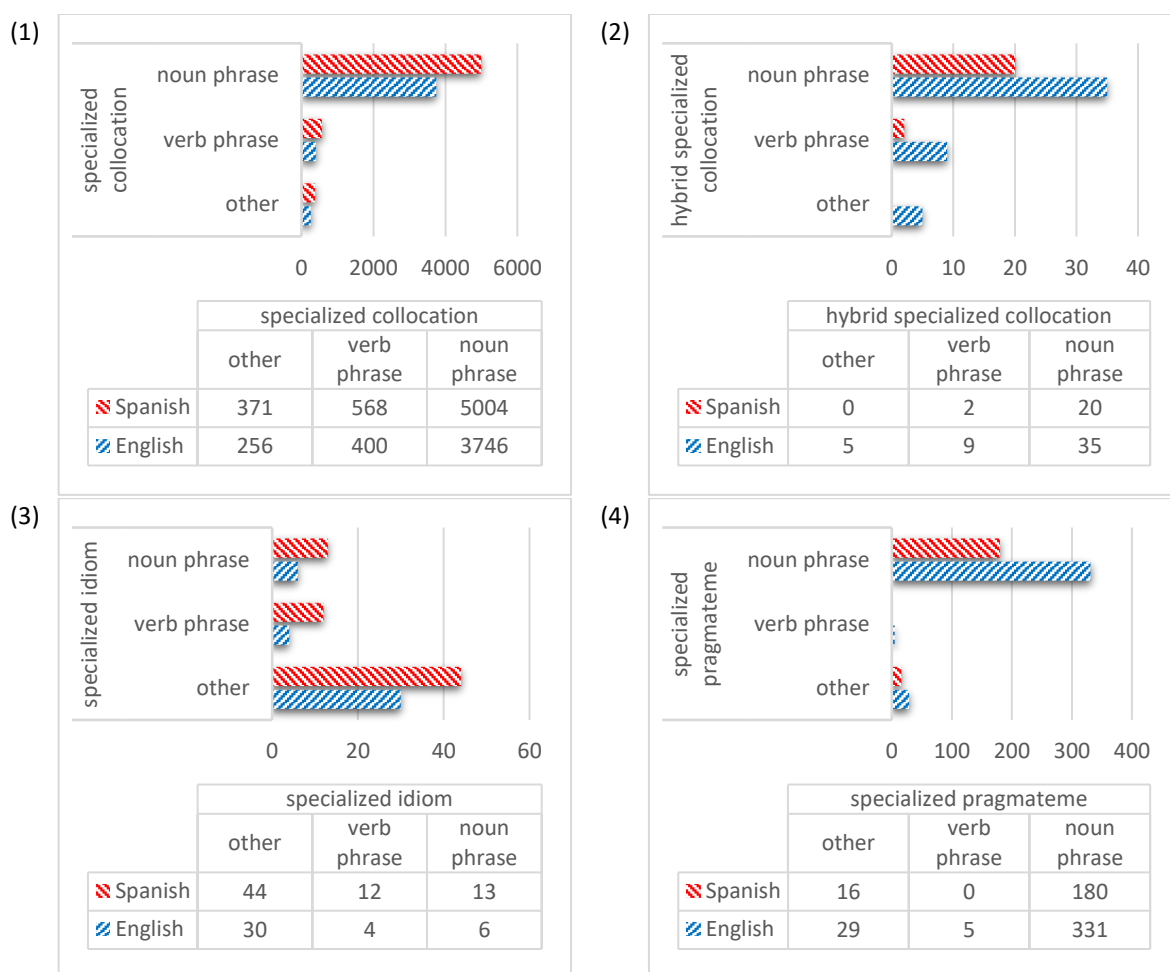 (1)
specialized
collocation
noun phrase
verb phrase
other
0 2000 4000 6000
specialized collocation
other verb phrase noun phrase
Spanish 371 568 5004
English 256 400 3746
(2)
hybrid specialized
collocation
noun phrase
verb phrase
other
0 10 20 30 40
hybrid specialized collocation
other verb phrase noun phrase
Spanish 0 2 20
English 5 9 35
(3)
specialized idiom
noun phrase
verb phrase
other
0 20 40 60
specialized idiom
other verb phrase noun phrase
Spanish 44 12 13
English 30 4 6
(4)
specialized
pragmateme
noun phrase
verb phrase
other
0 100 200 300 400
specialized pragmateme
other verb phrase noun phrase
Spanish 16 0 180
English 29 5 331